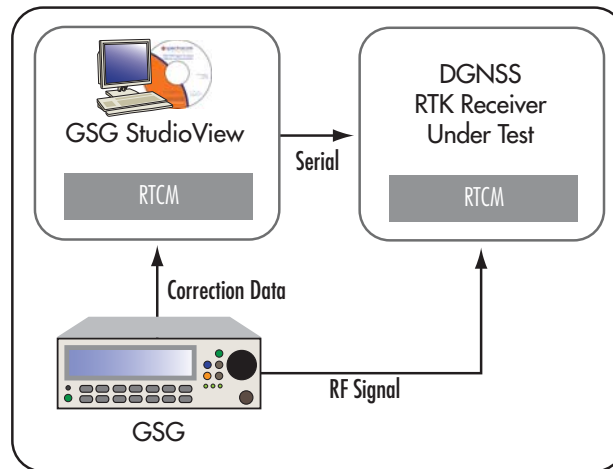 GSG StudioView
RTCM
DGNSS
RTK Receiver
Under Test
RTCM
Serial
Correction Data
RF Signal
GSG